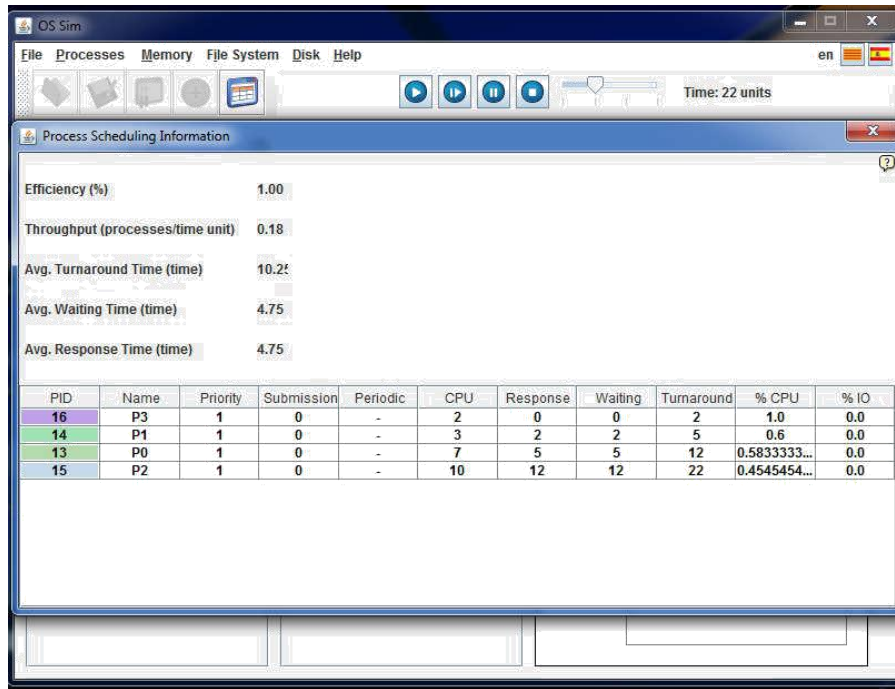 OS Sim
File Processes Memory File System Disk Help en
Time: 22 units
Process Scheduling Information
Efficiency (%) 1.00
Throughput (processes/time unit) 0.18
Avg. Turnaround Time (time) 10.25
Avg. Waiting Time (time) 4.75
Avg. Response Time (time) 4.75
PID Name Priority Submission Periodic CPU Response Waiting Turnaround % CPU % IO
16 P3 1 0 - 2 0 0 2 1.0 0.0
14 P1 1 0 - 3 2 2 5 0.6 0.0
13 P0 1 0 - 7 5 5 12 0.5833333... 0.0
15 P2 1 0 - 10 12 12 22 0.4545454... 0.0